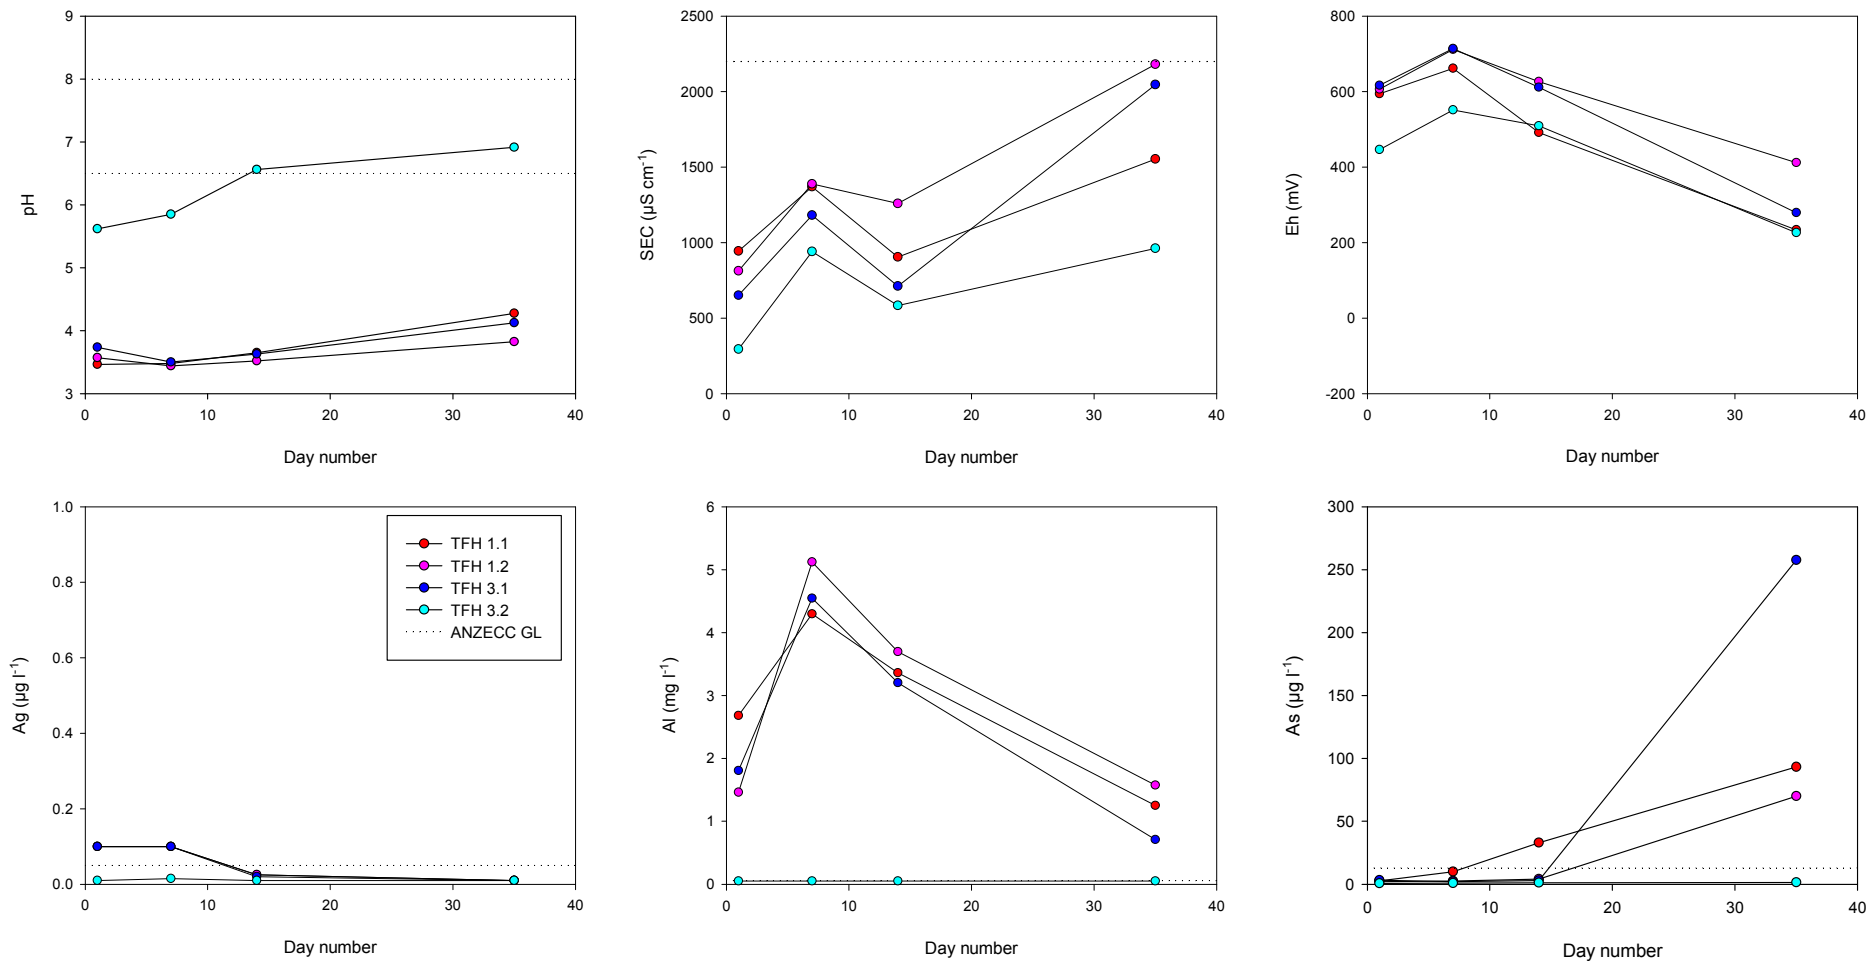 9
8
7
6
5
4
3
pH
0 10 20 30 40
Day number
2500
2000
1500
1000
500
0
SEC (µS cm⁻¹)
0 10 20 30 40
Day number
800
600
400
200
0
-200
Eh (mV)
0 10 20 30 40
Day number
1.0
0.8
0.6
0.4
0.2
0.0
Ag (µg l⁻¹)
TFH 1.1
TFH 1.2
TFH 3.1
TFH 3.2
ANZECC GL
0 10 20 30 40
Day number
6
5
4
3
2
1
0
Al (mg l⁻¹)
0 10 20 30 40
Day number
300
250
200
150
100
50
0
As (µg l⁻¹)
0 10 20 30 40
Day number